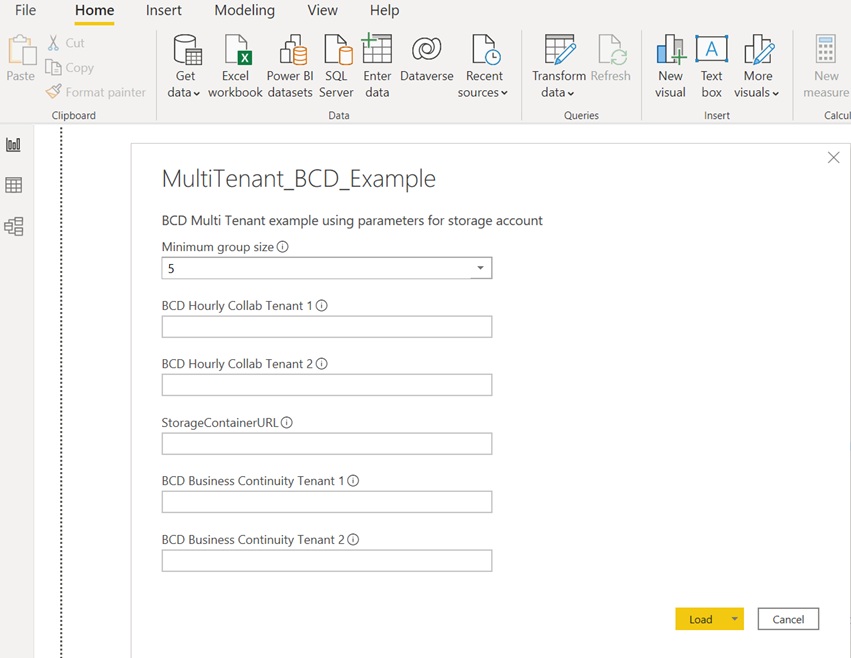 File Home Insert Modeling View Help
Paste
Cut
Copy
Format painter
Clipboard
Get data
Excel workbook
Power BI datasets
SQL Server
Enter data
Dataverse
Recent sources
Data
Transform data
Refresh
Queries
New visual
Text box
More visuals
Insert
New measure
MultiTenant_BCD_Example
BCD Multi Tenant example using parameters for storage account
Minimum group size
5
BCD Hourly Collab Tenant 1
BCD Hourly Collab Tenant 2
StorageContainerURL
BCD Business Continuity Tenant 1
BCD Business Continuity Tenant 2
Load Cancel